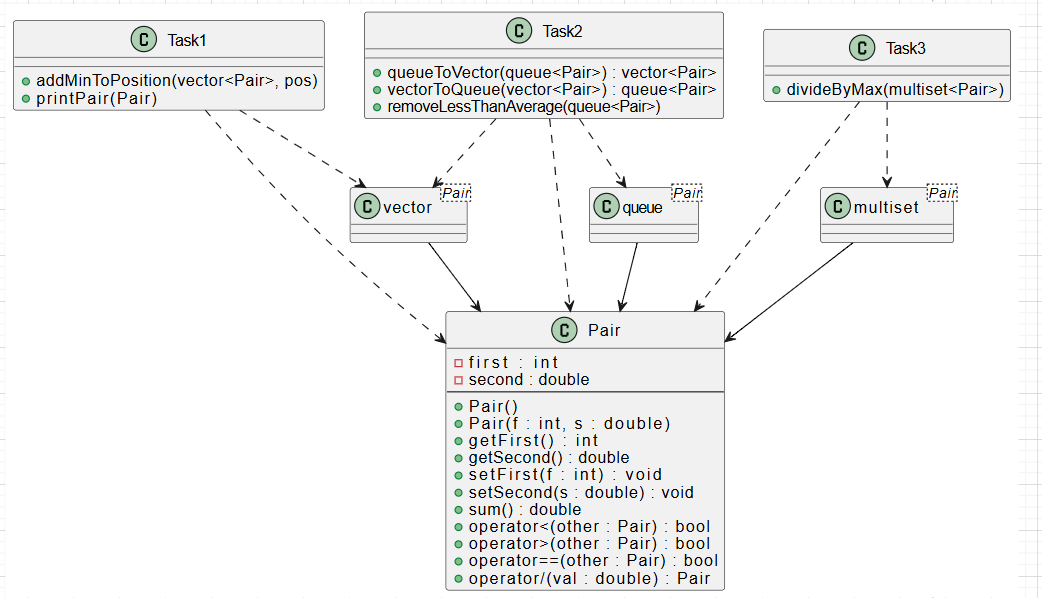 C Task1
addMinToPosition(vector<Pair>, pos)
printPair(Pair)
C Task2
queueToVector(queue<Pair>) : vector<Pair>
vectorToQueue(vector<Pair>) : queue<Pair>
removeLessThanAverage(queue<Pair>)
C Task3
divideByMax(multiset<Pair>)
Pair
C vector
Pair
C queue
Pair
C multiset
C Pair
first : int
second : double
Pair()
Pair(f : int, s : double)
getFirst() : int
getSecond() : double
setFirst(f : int) : void
setSecond(s : double) : void
sum() : double
operator<(other : Pair) : bool
operator>(other : Pair) : bool
operator==(other : Pair) : bool
operator/(val : double) : Pair